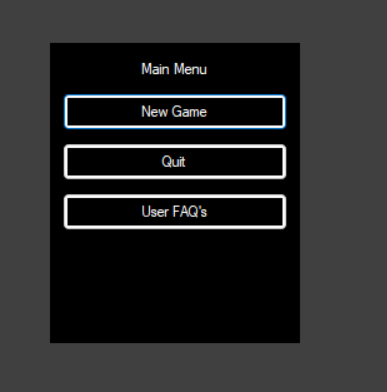 Main Menu
New Game
Quit
User FAQ's